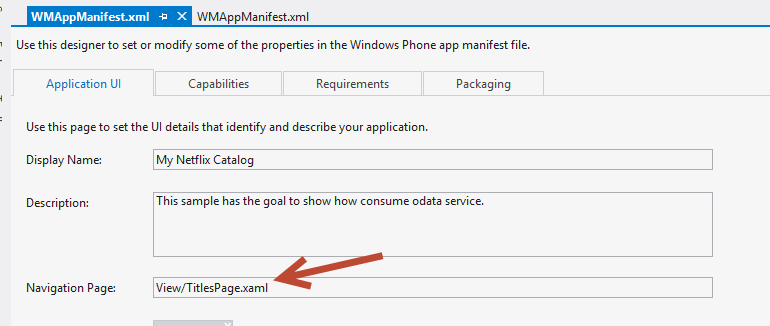 WMAppManifest.xml WMAppManifest.xml
Use this designer to set or modify some of the properties in the Windows Phone app manifest file.
Application UI Capabilities Requirements Packaging
Use this page to set the UI details that identify and describe your application.
Display Name: My Netflix Catalog
Description: This sample has the goal to show how consume odata service.
Navigation Page: View/TitlesPage.xaml